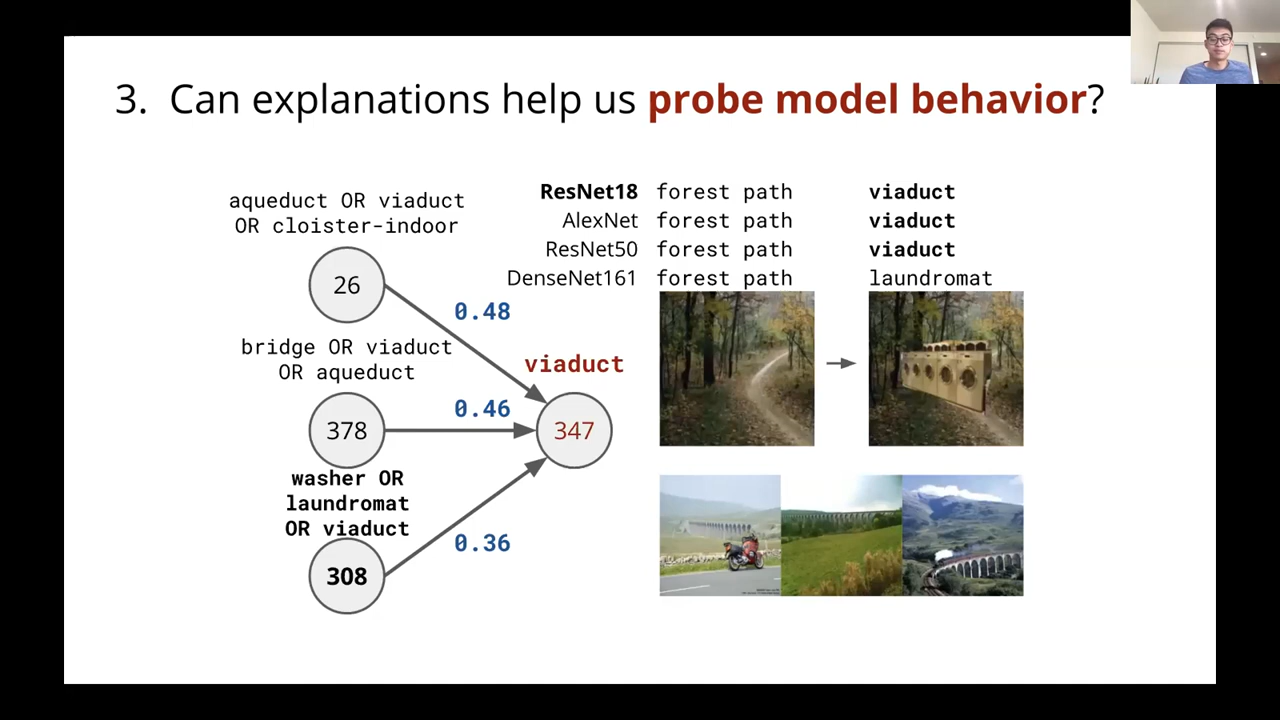 3. Can explanations help us probe model behavior?
aqueduct OR viaduct
OR cloister-indoor
26
0.48
bridge OR viaduct
OR aqueduct
378
0.46
washer OR
laundromat
OR viaduct
308
0.36
viaduct
347
ResNet18 forest path viaduct
AlexNet forest path viaduct
ResNet50 forest path viaduct
DenseNet161 forest path laundromat